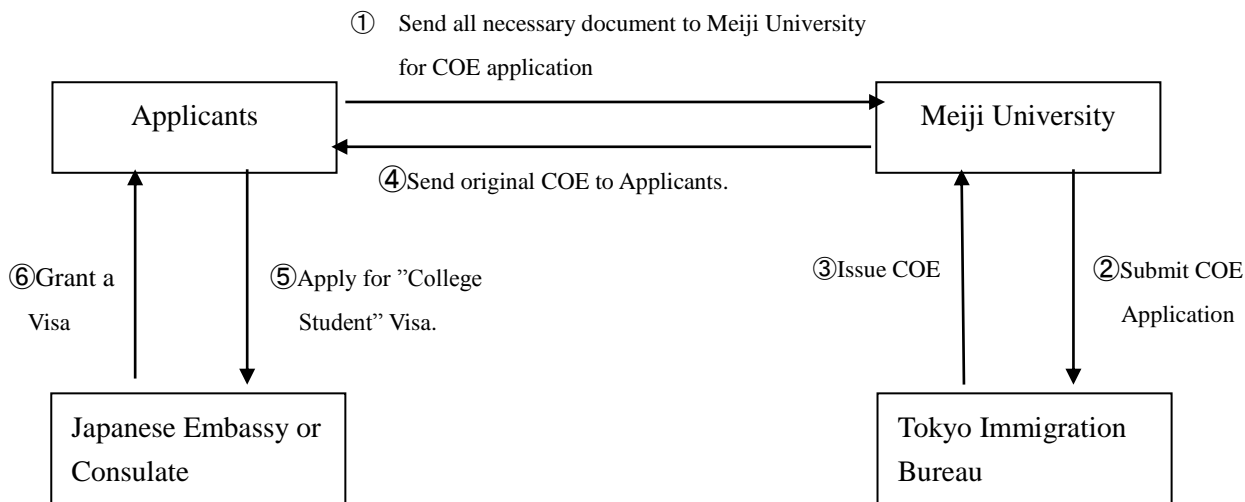 ① Send all necessary document to Meiji University
for COE application
Applicants
Meiji University
④Send original COE to Applicants.
⑥Grant a
Visa
⑤Apply for ”College
Student” Visa.
③Issue COE
②Submit COE
Application
Japanese Embassy or
Consulate
Tokyo Immigration
Bureau